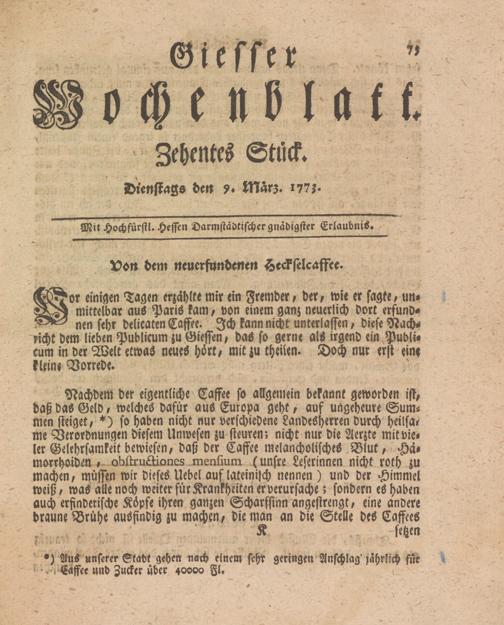 73
Giesser
Wochenblatt.
Zehentes Stück.
Dienstags den 9. März. 1773.
Mit Hochfürstl. Hessen Darmstädtischer gnädigster Erlaubnis.
Von dem neuerfundenen Heckselcaffee.
Vor einigen Tagen erzählte mir ein Fremder, der, wie er sagte, un-
mittelbar aus Paris kam, von einem ganz neuerlich dort erfund-
nen sehr delicaten Caffee. Ich kann nicht unterlassen, diese Nach-
richt dem lieben Publicum zu Giessen, das so gerne als irgend ein Publi-
cum in der Welt etwas neues hört, mit zu theilen. Doch nur erst eine
kleine Vorrede.
Nachdem der eigentliche Caffee so allgemein bekannt geworden ist,
daß das Geld, welches dafür aus Europa geht, auf ungeheure Sum-
men steiget, *) so haben nicht nur verschiedene Landesherren durch heilsa-
me Verordnungen diesem Unwesen zu steuren; nicht nur die Aerzte mit vie-
ler Gelehrsamkeit bewiesen, daß der Caffee melancholisches Blut, Hä-
morrhoiden, obstructiones mensium (unsre Leserinnen nicht roth zu
machen, müssen wir dieses Uebel auf lateinisch nennen) und der Himmel
weiß, was alle noch weiter für Krankheiten er verursache; sondern es haben
auch erfinderische Köpfe ihren ganzen Scharfsinn angestrengt, eine andere
braune Brühe ausfindig zu machen, die man an die Stelle des Caffees
K setzen
*) Aus unserer Stadt gehen nach einem sehr geringen Anschlag jährlich für
Caffee und Zucker über 40000 Fl.